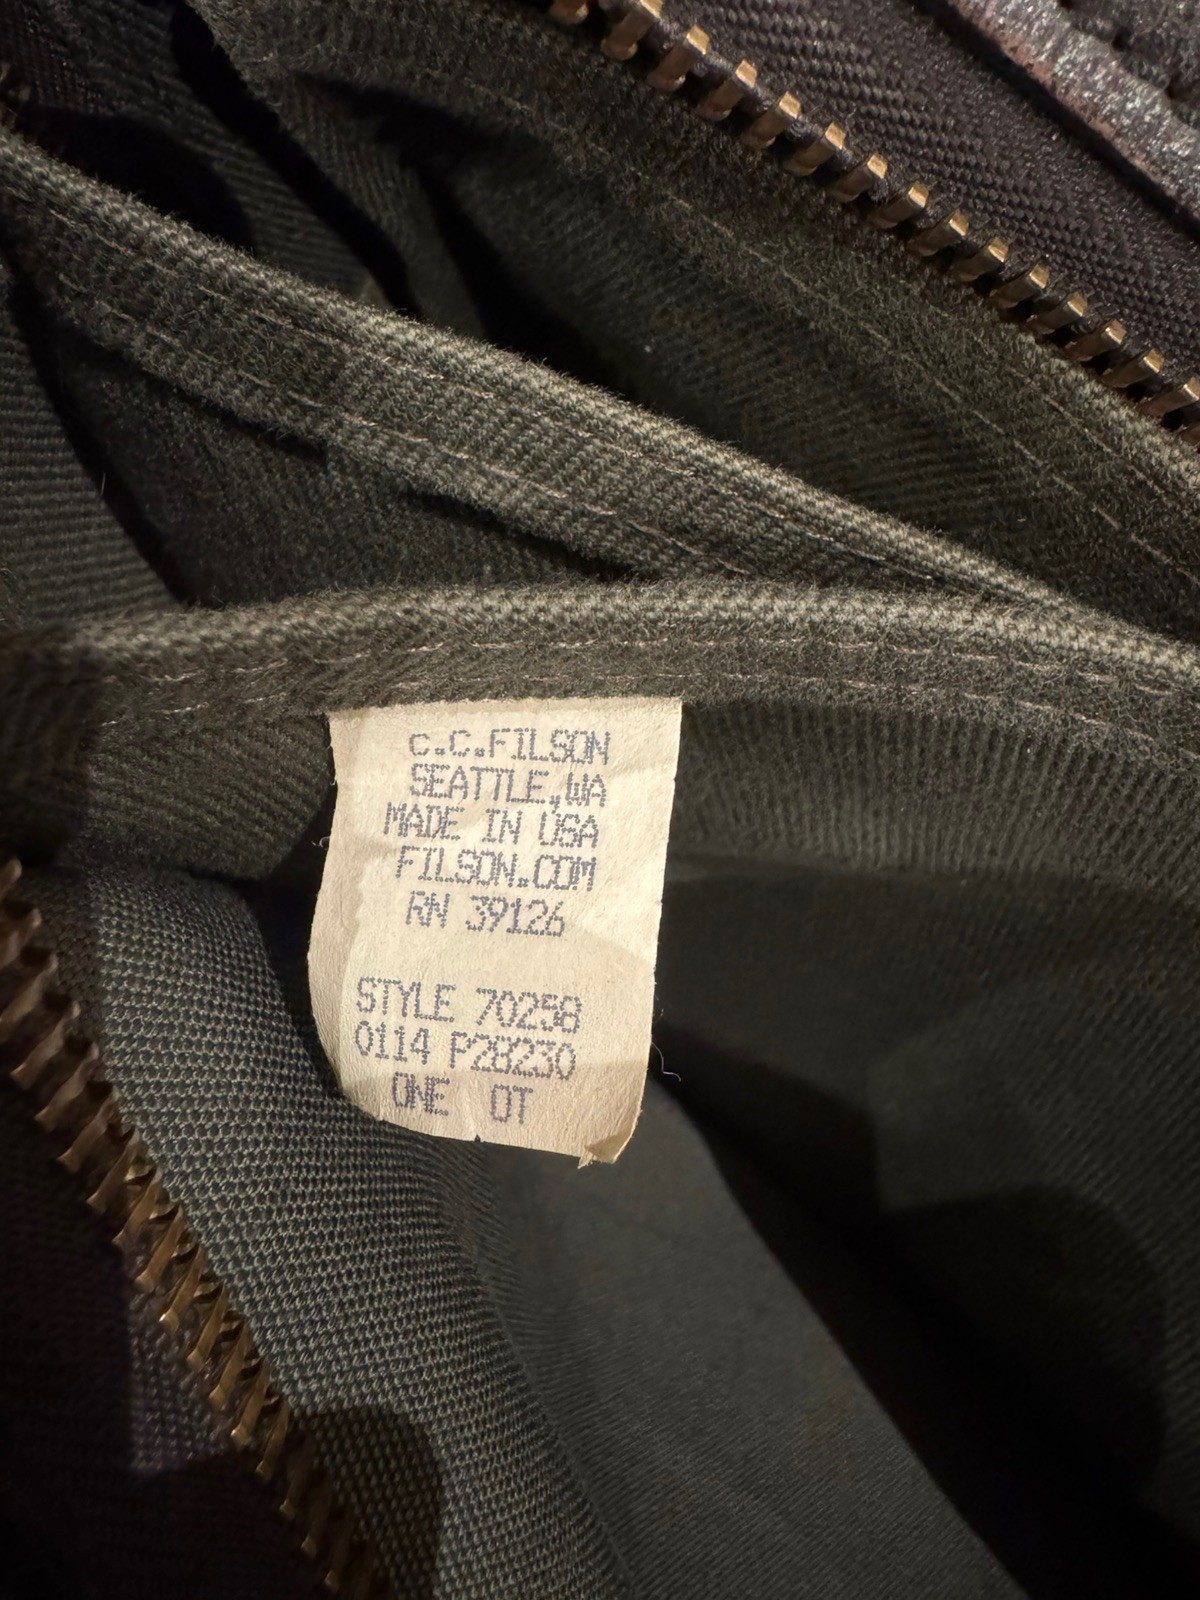 C.C.FILSON
SEATTLE,WA
MADE IN USA
FILSON.COM
RN 39126
STYLE 70258
0114 P28230
ONE OT